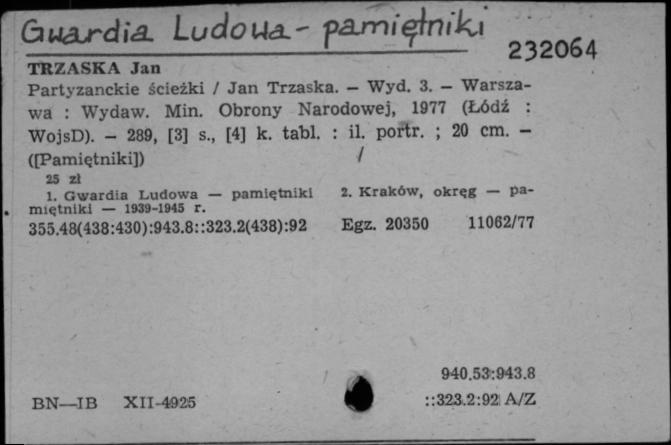 Gwardia Ludowa - pamiętniki
232064
TRZASKA Jan
Partyzanckie ścieżki / Jan Trzaska. — Wyd. 3. — Warsza-
wa : Wydaw. Min. Obrony Narodowej, 1977 (Łódź :
WojsD). — 289, [3] s., [4] k. tabl. : il. portr. ; 20 cm. —
([Pamiętniki])
/
25 zł
1. Gwardia Ludowa — pamiętniki 2. Kraków, okręg — pa-
miętniki — 1939-1945 r.
355.48(438:430):943.8::323.2(438):92 Egz. 20350 11062/77
940.53:943.8
BN—IB XII-4925 ::323.2:92 A/Z